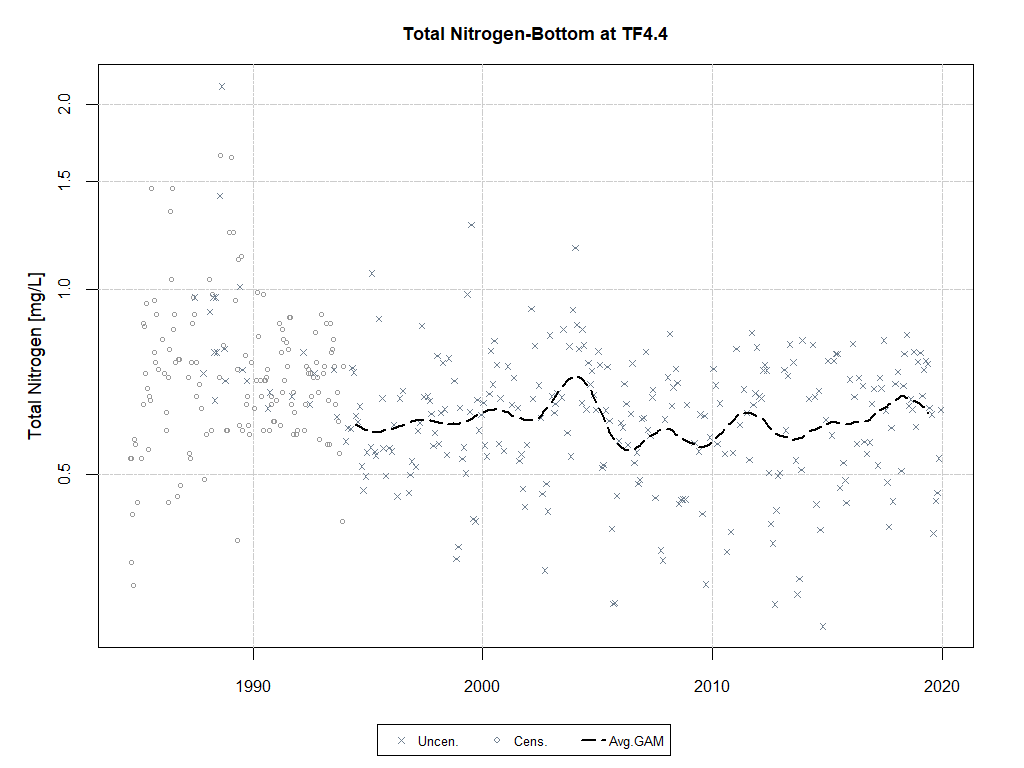 Total Nitrogen-Bottom at TF4.4
Total Nitrogen [mg/L]
2.0
1.5
1.0
0.5
1990 2000 2010 2020
Uncen. Cens. Avg.GAM